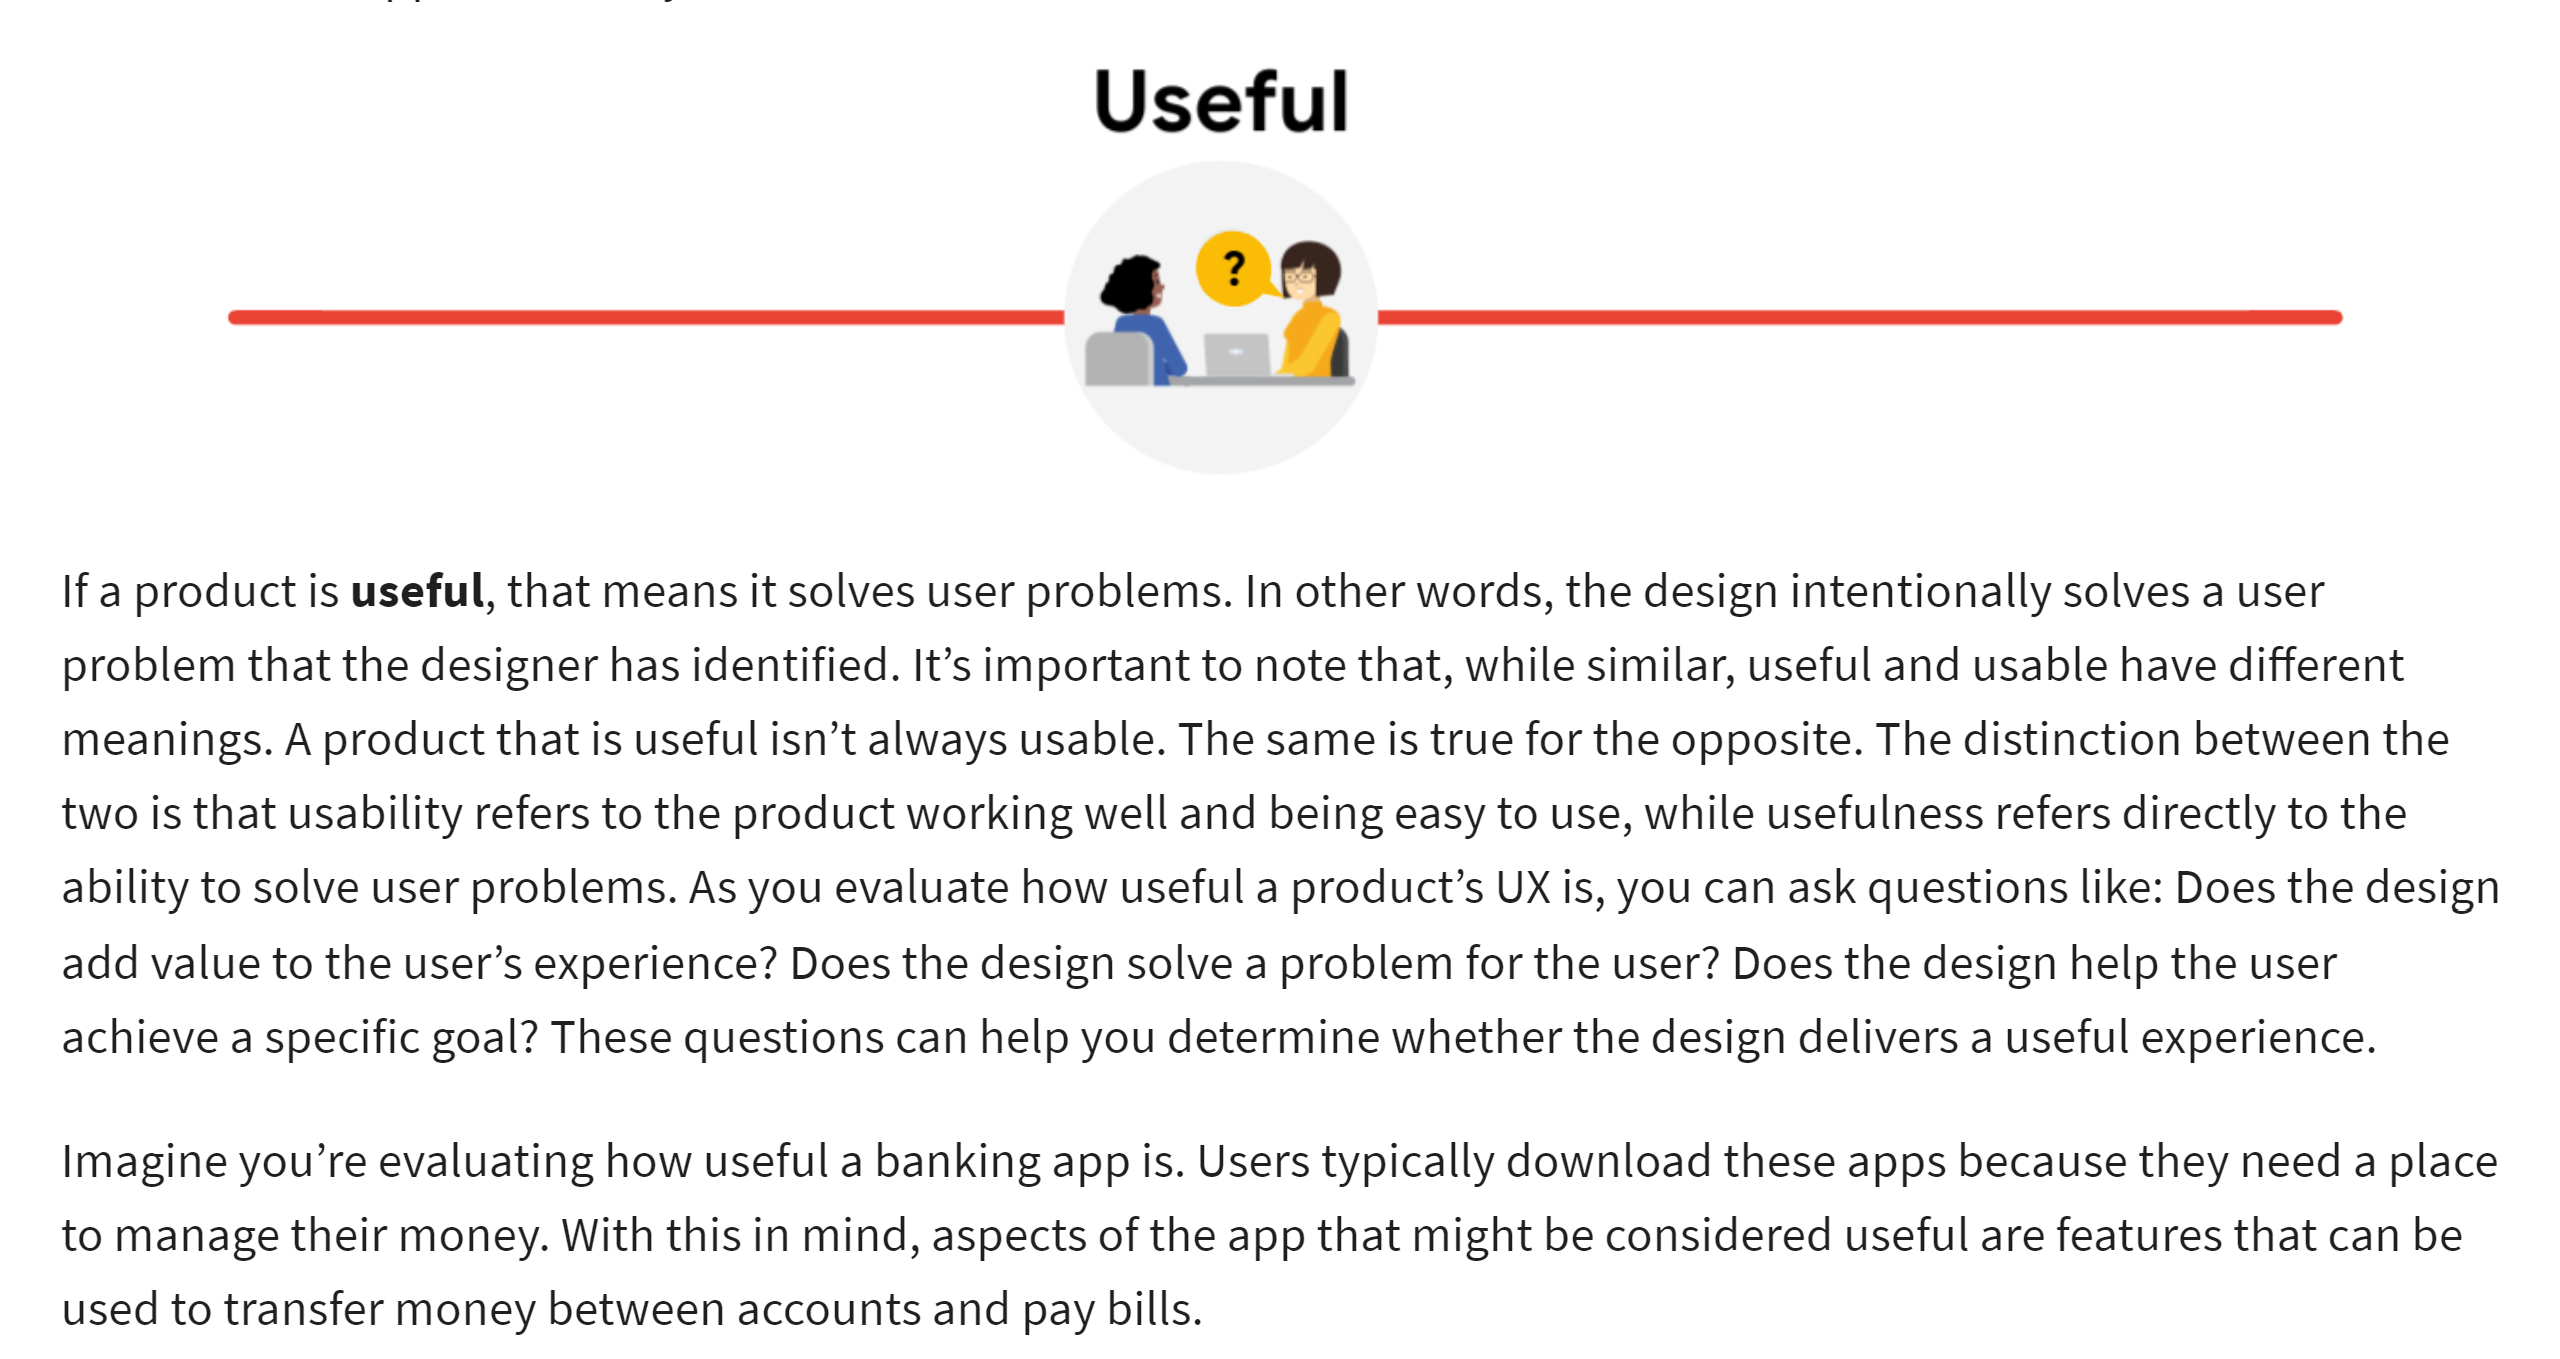 Useful
?
If a product is useful, that means it solves user problems. In other words, the design intentionally solves a user
problem that the designer has identified. It’s important to note that, while similar, useful and usable have different
meanings. A product that is useful isn’t always usable. The same is true for the opposite. The distinction between the
two is that usability refers to the product working well and being easy to use, while usefulness refers directly to the
ability to solve user problems. As you evaluate how useful a product’s UX is, you can ask questions like: Does the design
add value to the user’s experience? Does the design solve a problem for the user? Does the design help the user
achieve a specific goal? These questions can help you determine whether the design delivers a useful experience.
Imagine you’re evaluating how useful a banking app is. Users typically download these apps because they need a place
to manage their money. With this in mind, aspects of the app that might be considered useful are features that can be
used to transfer money between accounts and pay bills.